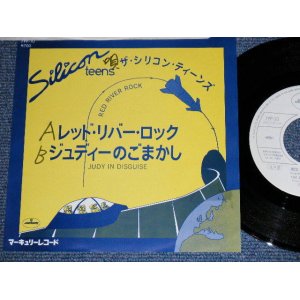 ¥700
Silicon
teens
唄 ザ・シリコン・ティーンズ
RED RIVER ROCK
A レッド・リバー・ロック
B ジュディーのごまかし
JUDY IN DISGUISE
マーキュリーレコード